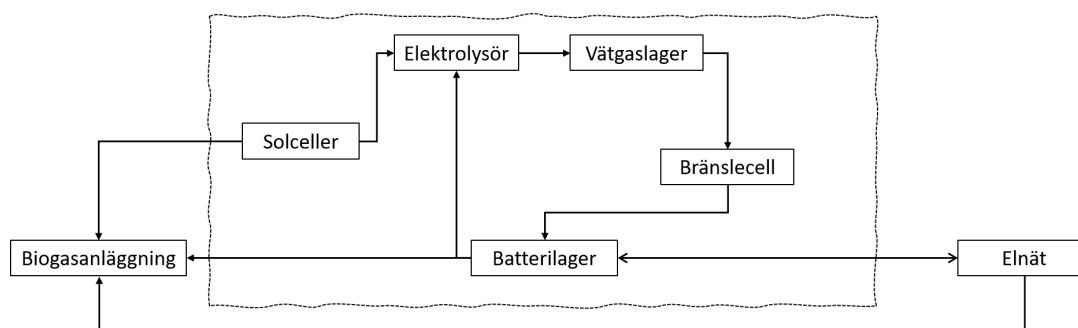 Elektrolysör
Vätgaslager
Solceller
Bränslecell
Biogasanläggning
Batterilager
Elnät